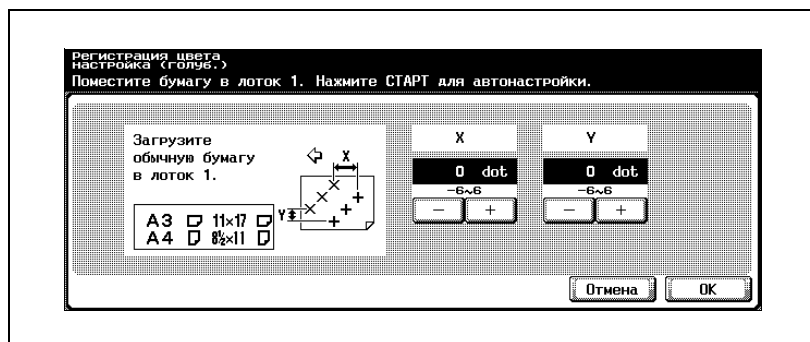 Регистрация цвета
настройка (голуб.)
Поместите бумагу в лоток 1. Нажмите СТАРТ для автонастройки.
Загрузите
обычную бумагу
в лоток 1.
A3 11×17
A4 8½×11
X
Y
X
0 dot
-6~6
- +
Y
0 dot
-6~6
- +
Отмена
OK